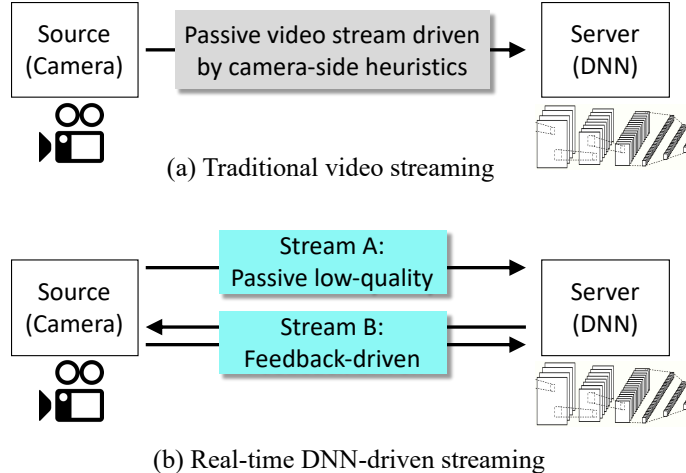 Source
(Camera)
Passive video stream driven
by camera-side heuristics
Server
(DNN)
(a) Traditional video streaming
Source
(Camera)
Stream A:
Passive low-quality
Stream B:
Feedback-driven
Server
(DNN)
(b) Real-time DNN-driven streaming